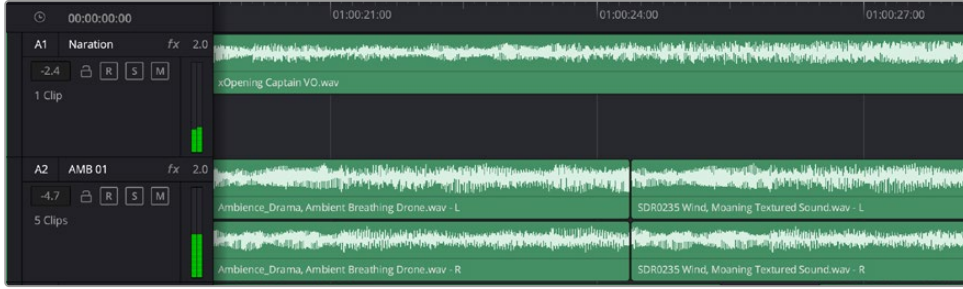 00:00:00:00
01:00:21:00 01:00:24:00 01:00:27:00
A1 Naration fx 2.0
-2.4 R S M
xOpening Captain VO.wav
1 Clip
A2 AMB 01 fx 2.0
-4.7 R S M
Ambience_Drama, Ambient Breathing Drone.wav - L SDR0235 Wind, Moaning Textured Sound.wav - L
5 Clips
Ambience_Drama, Ambient Breathing Drone.wav - R SDR0235 Wind, Moaning Textured Sound.wav - R